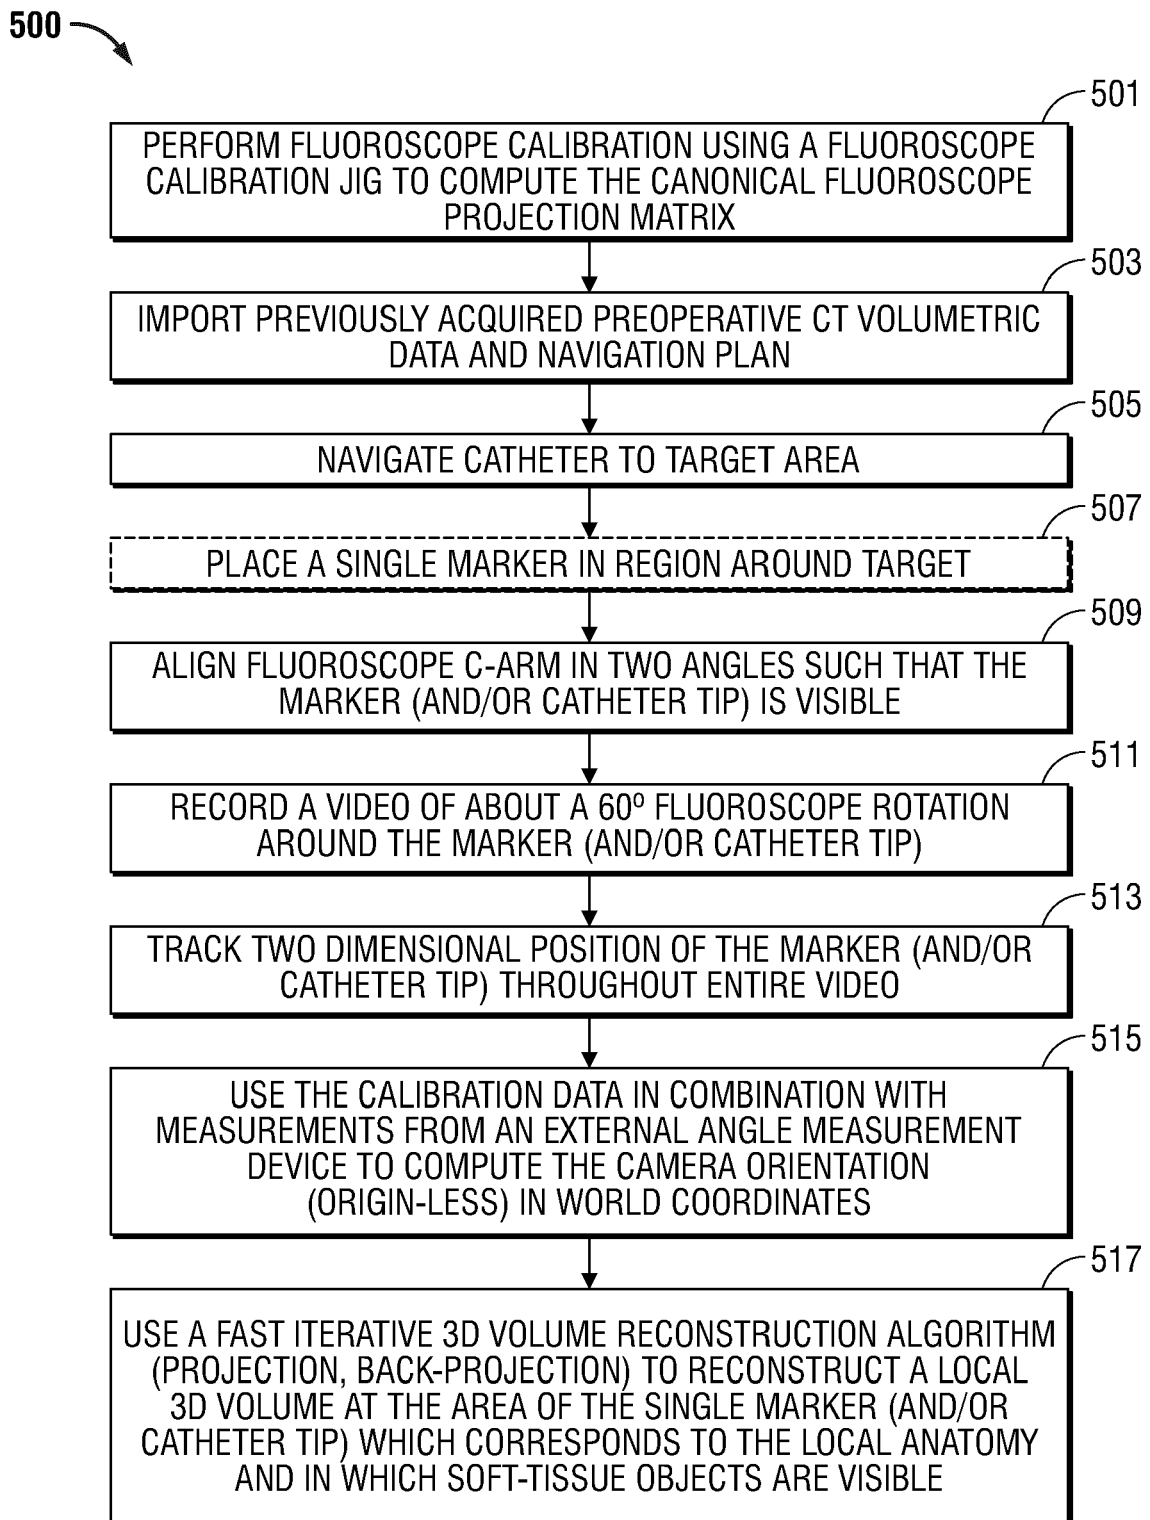 500
501
PERFORM FLUOROSCOPE CALIBRATION USING A FLUOROSCOPE
CALIBRATION JIG TO COMPUTE THE CANONICAL FLUOROSCOPE
PROJECTION MATRIX
503
IMPORT PREVIOUSLY ACQUIRED PREOPERATIVE CT VOLUMETRIC
DATA AND NAVIGATION PLAN
505
NAVIGATE CATHETER TO TARGET AREA
507
PLACE A SINGLE MARKER IN REGION AROUND TARGET
509
ALIGN FLUOROSCOPE C-ARM IN TWO ANGLES SUCH THAT THE
MARKER (AND/OR CATHETER TIP) IS VISIBLE
511
RECORD A VIDEO OF ABOUT A 60º FLUOROSCOPE ROTATION
AROUND THE MARKER (AND/OR CATHETER TIP)
513
TRACK TWO DIMENSIONAL POSITION OF THE MARKER (AND/OR
CATHETER TIP) THROUGHOUT ENTIRE VIDEO
515
USE THE CALIBRATION DATA IN COMBINATION WITH
MEASUREMENTS FROM AN EXTERNAL ANGLE MEASUREMENT
DEVICE TO COMPUTE THE CAMERA ORIENTATION
(ORIGIN-LESS) IN WORLD COORDINATES
517
USE A FAST ITERATIVE 3D VOLUME RECONSTRUCTION ALGORITHM
(PROJECTION, BACK-PROJECTION) TO RECONSTRUCT A LOCAL
3D VOLUME AT THE AREA OF THE SINGLE MARKER (AND/OR
CATHETER TIP) WHICH CORRESPONDS TO THE LOCAL ANATOMY
AND IN WHICH SOFT-TISSUE OBJECTS ARE VISIBLE